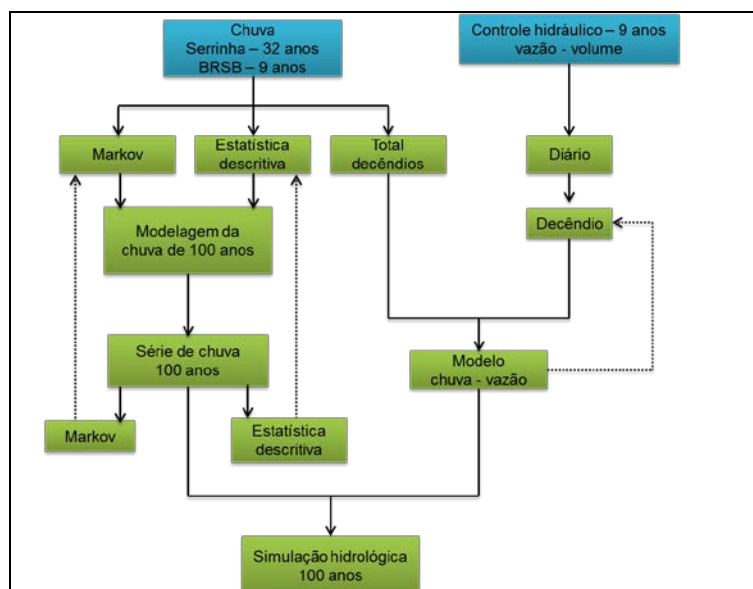 Chuva
Serrinha – 32 anos
BRSB – 9 anos
Controle hidráulico – 9 anos
vazão - volume
Markov
Estatística
descritiva
Total
decêndios
Diário
Decêndio
Modelagem da
chuva de 100 anos
Série de chuva
100 anos
Modelo
chuva - vazão
Markov
Estatística
descritiva
Simulação hidrológica
100 anos